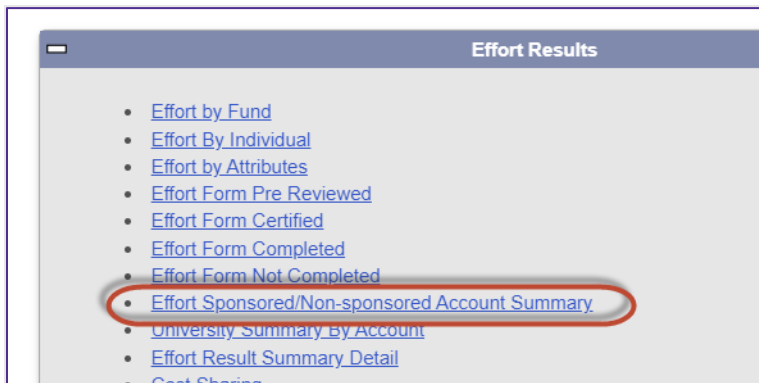 Effort Results
Effort by Fund
Effort By Individual
Effort by Attributes
Effort Form Pre Reviewed
Effort Form Certified
Effort Form Completed
Effort Form Not Completed
Effort Sponsored/Non-sponsored Account Summary
University Summary By Account
Effort Result Summary Detail
Cost Sharing